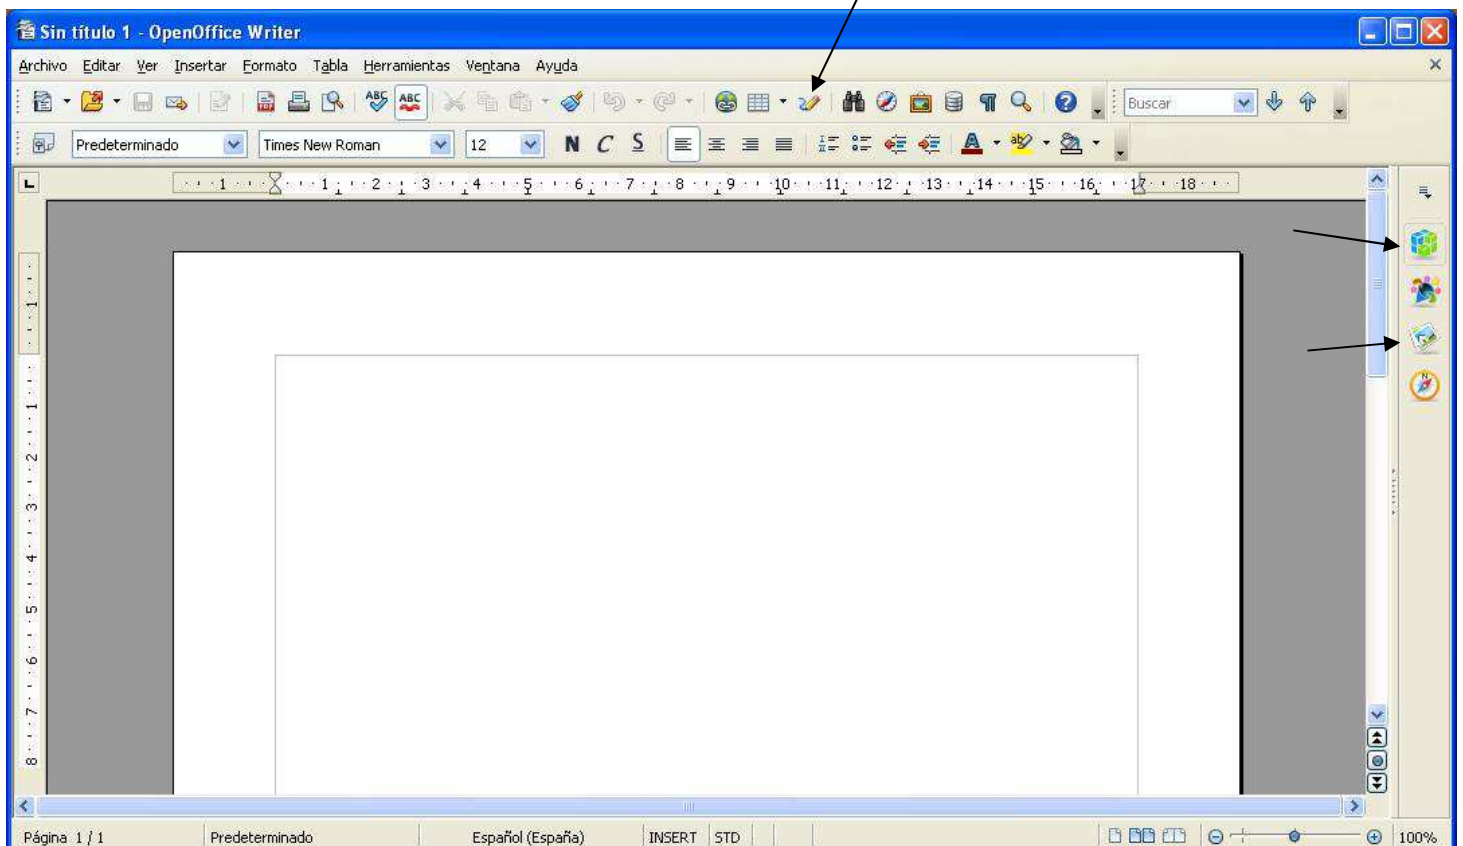 Sin título 1 - OpenOffice Writer
Archivo Editar Ver Insertar Formato Tabla Herramientas Ventana Ayuda
ABC ABC Buscar
Predeterminado Times New Roman 12 N C S A ab
1 1 2 3 4 5 6 7 8 9 10 11 12 13 14 15 16 17 18
N
1
1
2
3
4
5
6
7
8
Página 1 / 1 Predeterminado Español (España) INSERT STD 100%